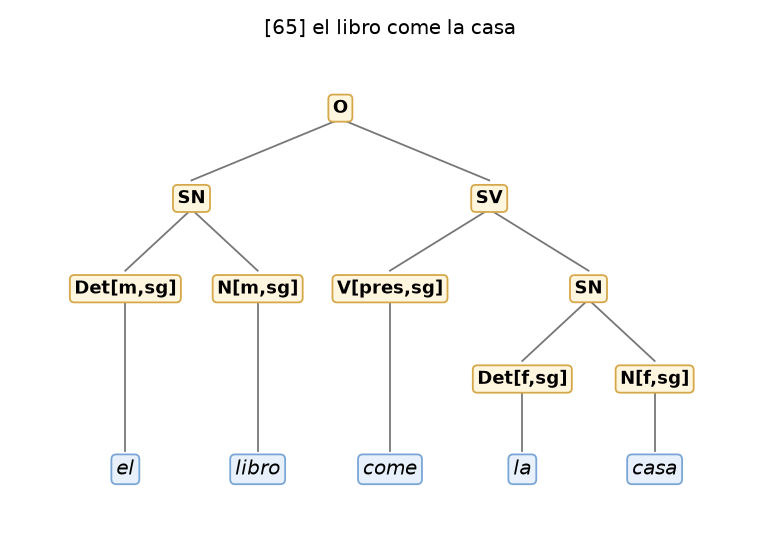 [65] el libro come la casa
O
SN SV
Det[m,sg] N[m,sg] V[pres,sg] SN
Det[f,sg] N[f,sg]
el libro come la casa